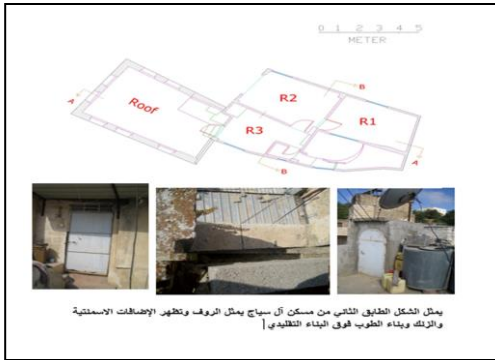 0 1 2 3 4 5
METER
B
R2
Roof
A
R1
R3
A
B
يمثل الشكل الطابق الثاني من مسكن آل سياج يمثل الروف وتظهر الإضافات الاسمنتية
والزنك وبناء الطوب فوق البناء التقليدي